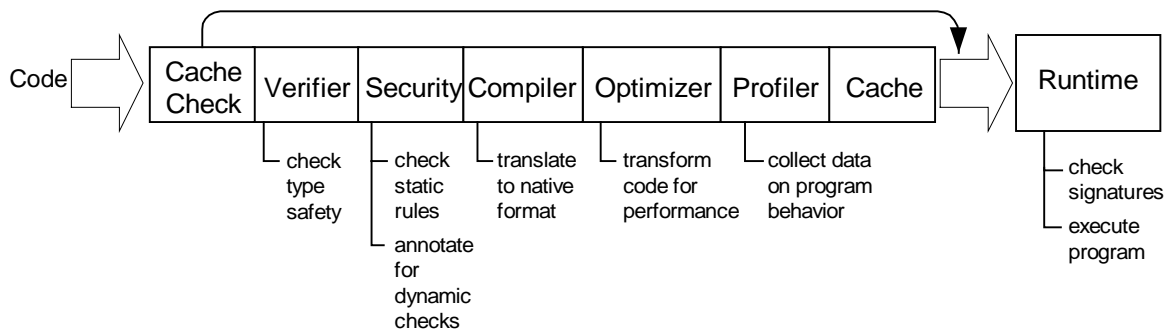 Code
Cache
Check
Verifier
Security
Compiler
Optimizer
Profiler
Cache
Runtime
check
type
safety
check
static
rules
annotate
for
dynamic
checks
translate
to native
format
transform
code for
performance
collect data
on program
behavior
check
signatures
execute
program